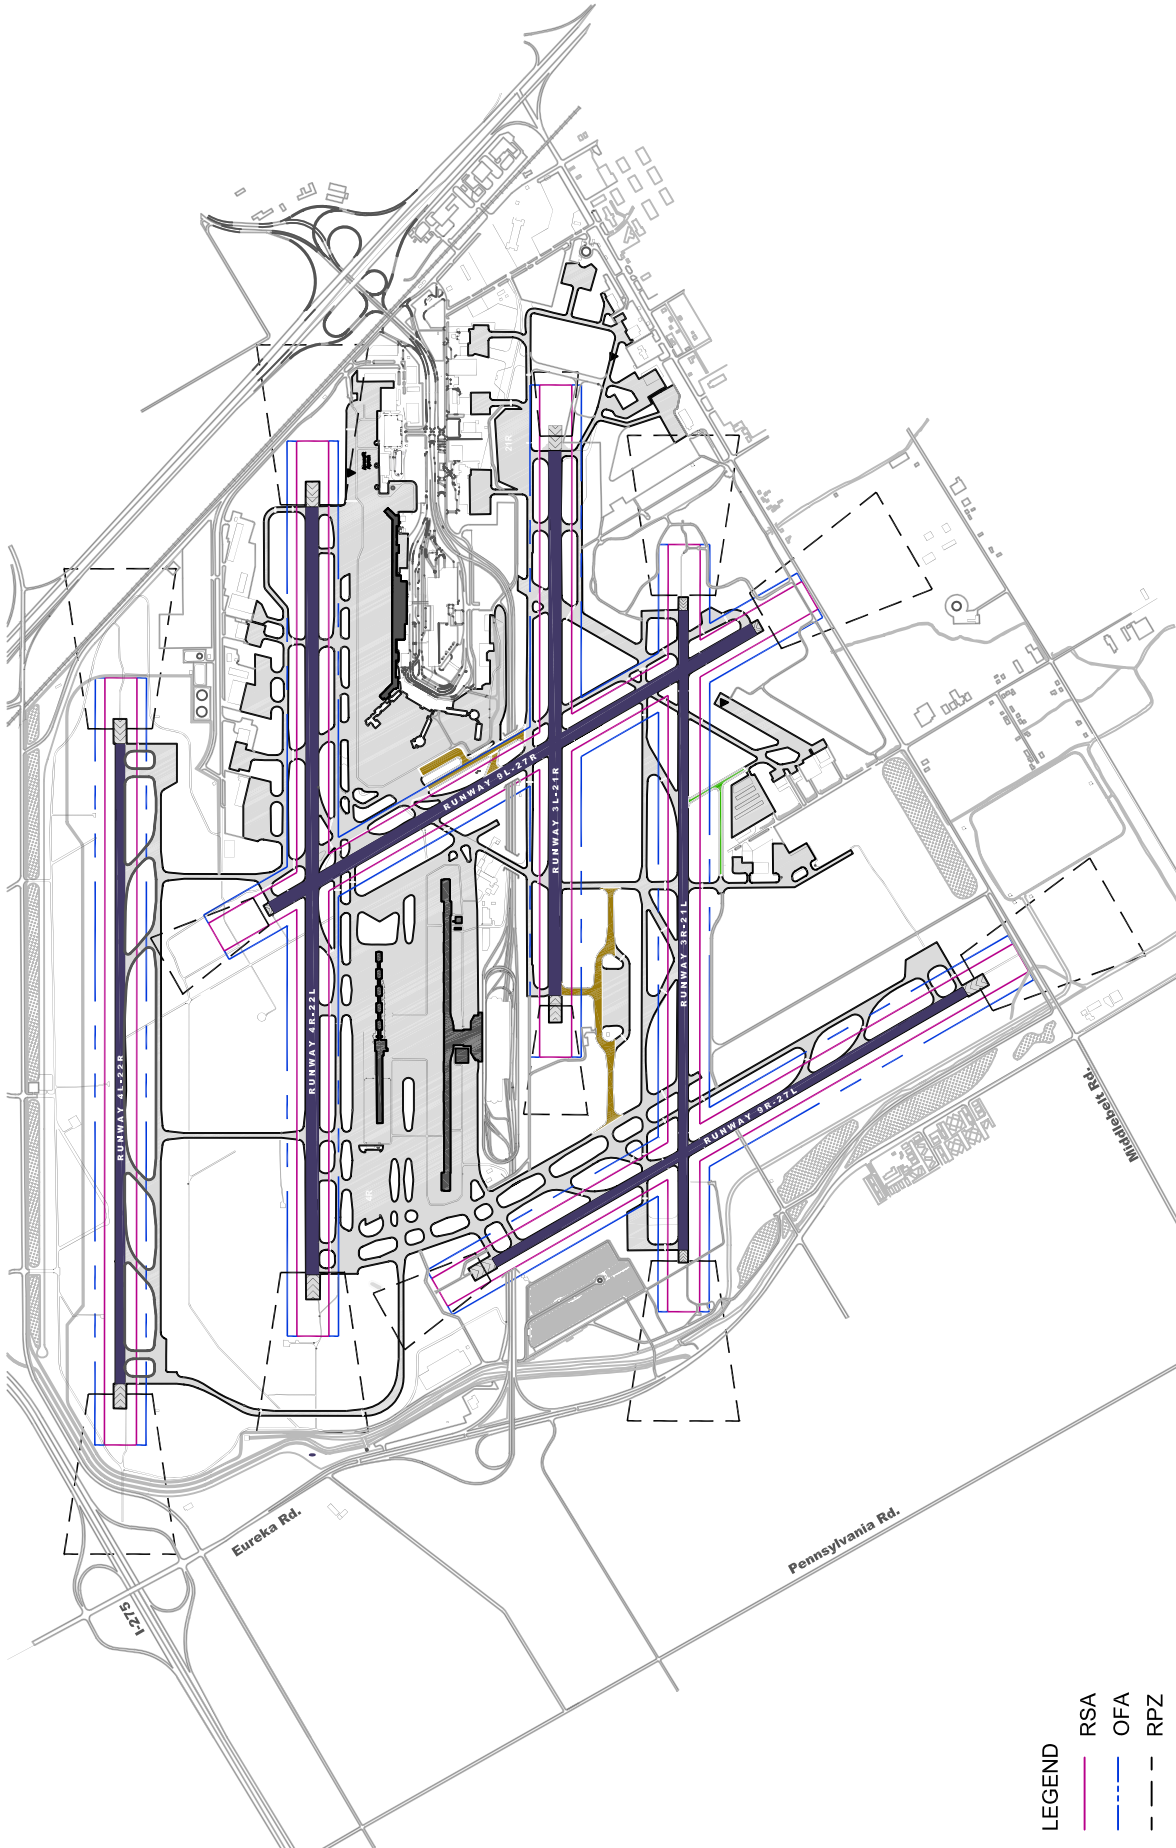 21R
RUNWAY 9L-27R
RUNWAY 3L-21R
RUNWAY 3R-21L
RUNWAY 4R-22L
RUNWAY 4L-22R
RUNWAY 9R-27L
4R
Middlebelt Rd.
Eureka Rd.
Pennsylvania Rd.
I-275
LEGEND
RSA
OFA
RPZ